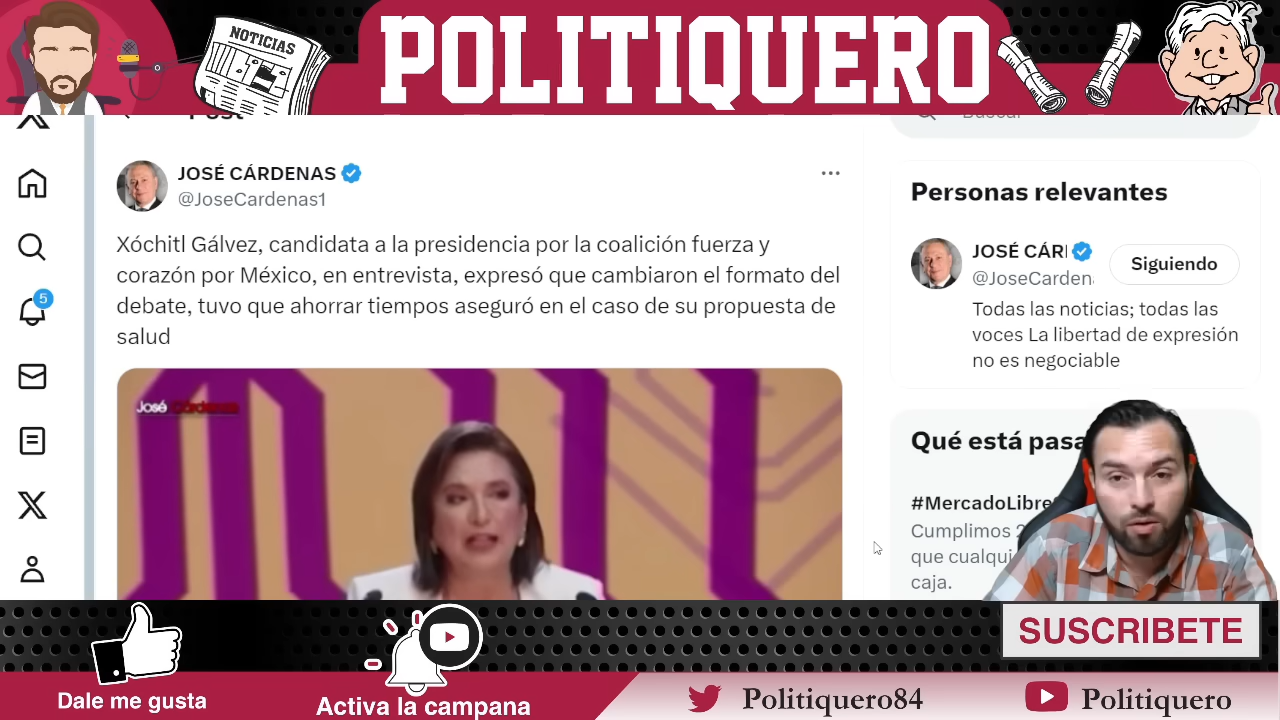 NOTICIAS
POLITIQUERO
Post
Buscar
JOSÉ CÁRDENAS
@JoseCardenas1
Xóchitl Gálvez, candidata a la presidencia por la coalición fuerza y
corazón por México, en entrevista, expresó que cambiaron el formato del
debate, tuvo que ahorrar tiempos aseguró en el caso de su propuesta de
salud
José Cárdenas
Personas relevantes
JOSÉ CÁR
@JoseCarden
Siguiendo
Todas las noticias; todas las
voces La libertad de expresión
no es negociable
Qué está pasa
#MercadoLibre
Cumplimos 2
que cualqui
caja.
5
Dale me gusta
Activa la campana
SUSCRIBETE
Politiquero84
Politiquero